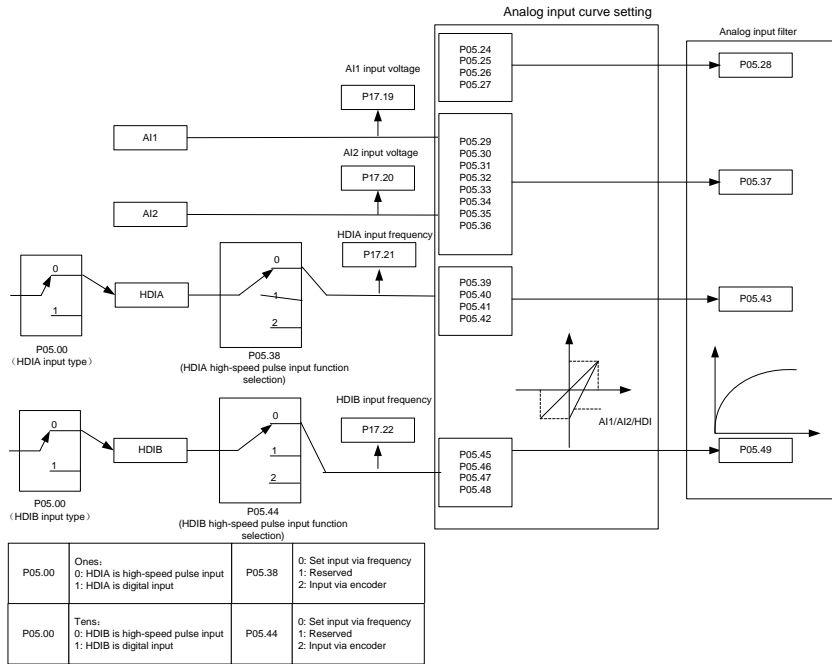 Analog input curve setting
Analog input filter
P05.24
P05.25
P05.26
P05.27
P05.28
AI1 input voltage
P17.19
AI1
AI2 input voltage
P17.20
AI2
P05.29
P05.30
P05.31
P05.32
P05.33
P05.34
P05.35
P05.36
P05.37
HDIA input frequency
P17.21
0
1
HDIA
0
1
2
P05.39
P05.40
P05.41
P05.42
P05.43
P05.00
（HDIA input type）
P05.38
(HDIA high-speed pulse input function
selection)
AI1/AI2/HDI
HDIB input frequency
P17.22
0
1
HDIB
0
1
2
P05.45
P05.46
P05.47
P05.48
P05.49
P05.00
（HDIB input type）
P05.44
(HDIB high-speed pulse input function
selection)
P05.00
Ones：
0: HDIA is high-speed pulse input
1: HDIA is digital input
P05.38
0: Set input via frequency
1: Reserved
2: Input via encoder
P05.00
Tens：
0: HDIB is high-speed pulse input
1: HDIB is digital input
P05.44
0: Set input via frequency
1: Reserved
2: Input via encoder